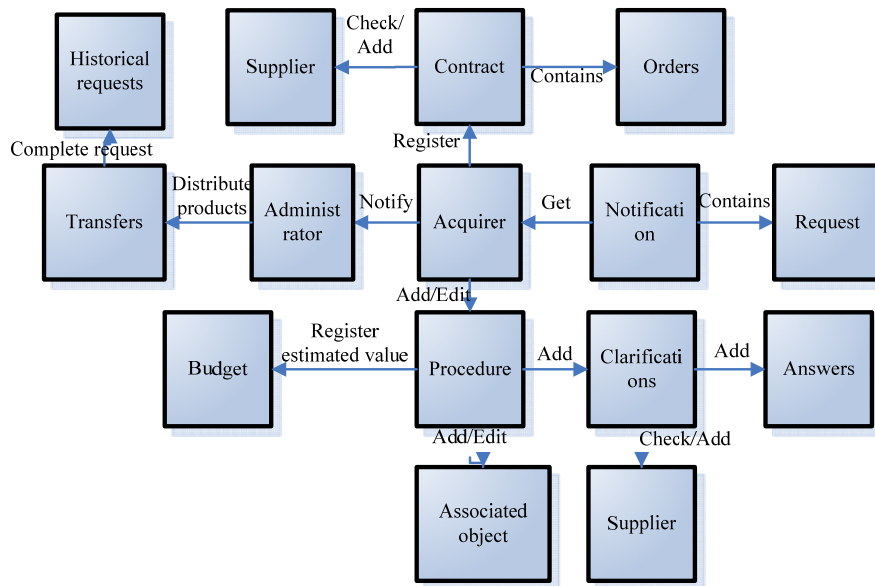 Historical
requests
Check/
Add
Supplier
Contract
Contains
Orders
Complete request
Register
Transfers
Distribute
products
Administ
rator
Notify
Acquirer
Get
Notificati
on
Contains
Request
Add/Edit
Budget
Register
estimated value
Procedure
Add
Clarificati
ons
Add
Answers
Add/Edit
Check/Add
Associated
object
Supplier